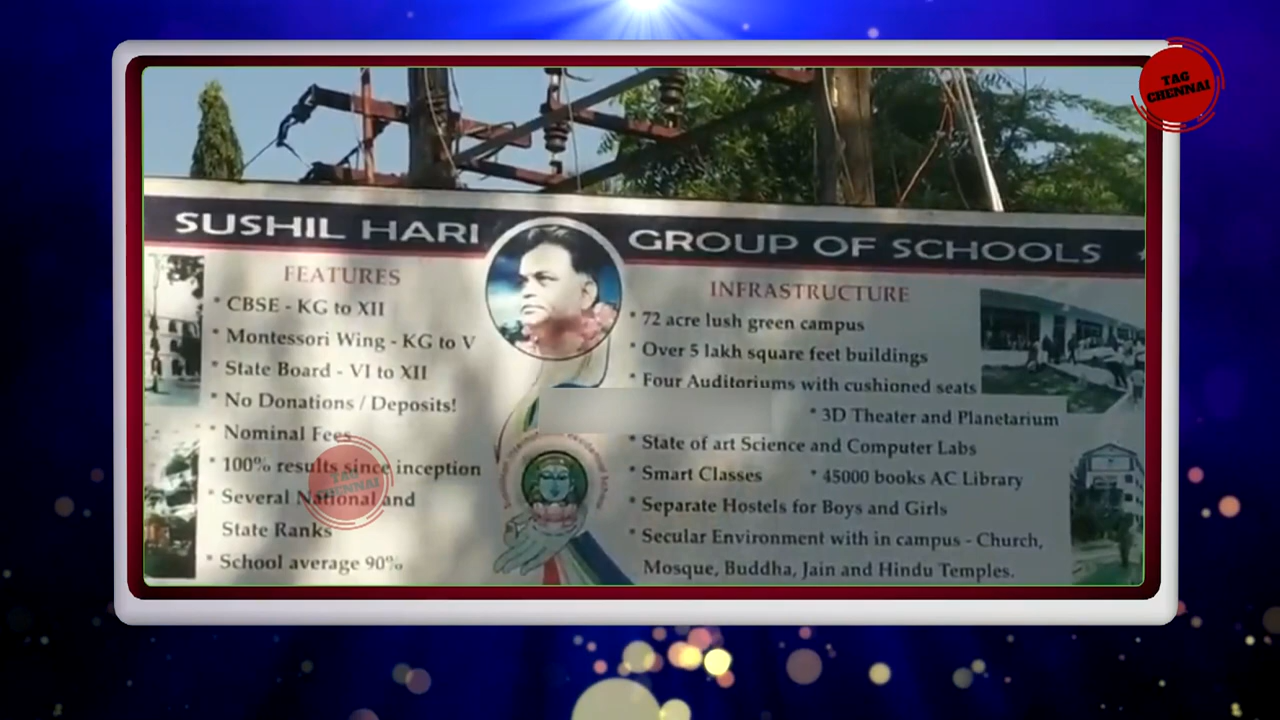 TAG
CHENNAI
SUSHIL HARI GROUP OF SCHOOLS
FEATURES
* CBSE - KG to XII
* Montessori Wing - KG to V
* State Board - VI to XII
* No Donations / Deposits!
* Nominal Fees
* 100% results since inception
* Several National and
State Ranks
* School average 90%
TAG
CHENNAI
INFRASTRUCTURE
* 72 acre lush green campus
* Over 5 lakh square feet buildings
* Four Auditoriums with cushioned seats
* 3D Theater and Planetarium
* State of art Science and Computer Labs
* Smart Classes * 45000 books AC Library
* Separate Hostels for Boys and Girls
* Secular Environment with in campus - Church,
Mosque, Buddha, Jain and Hindu Temples.